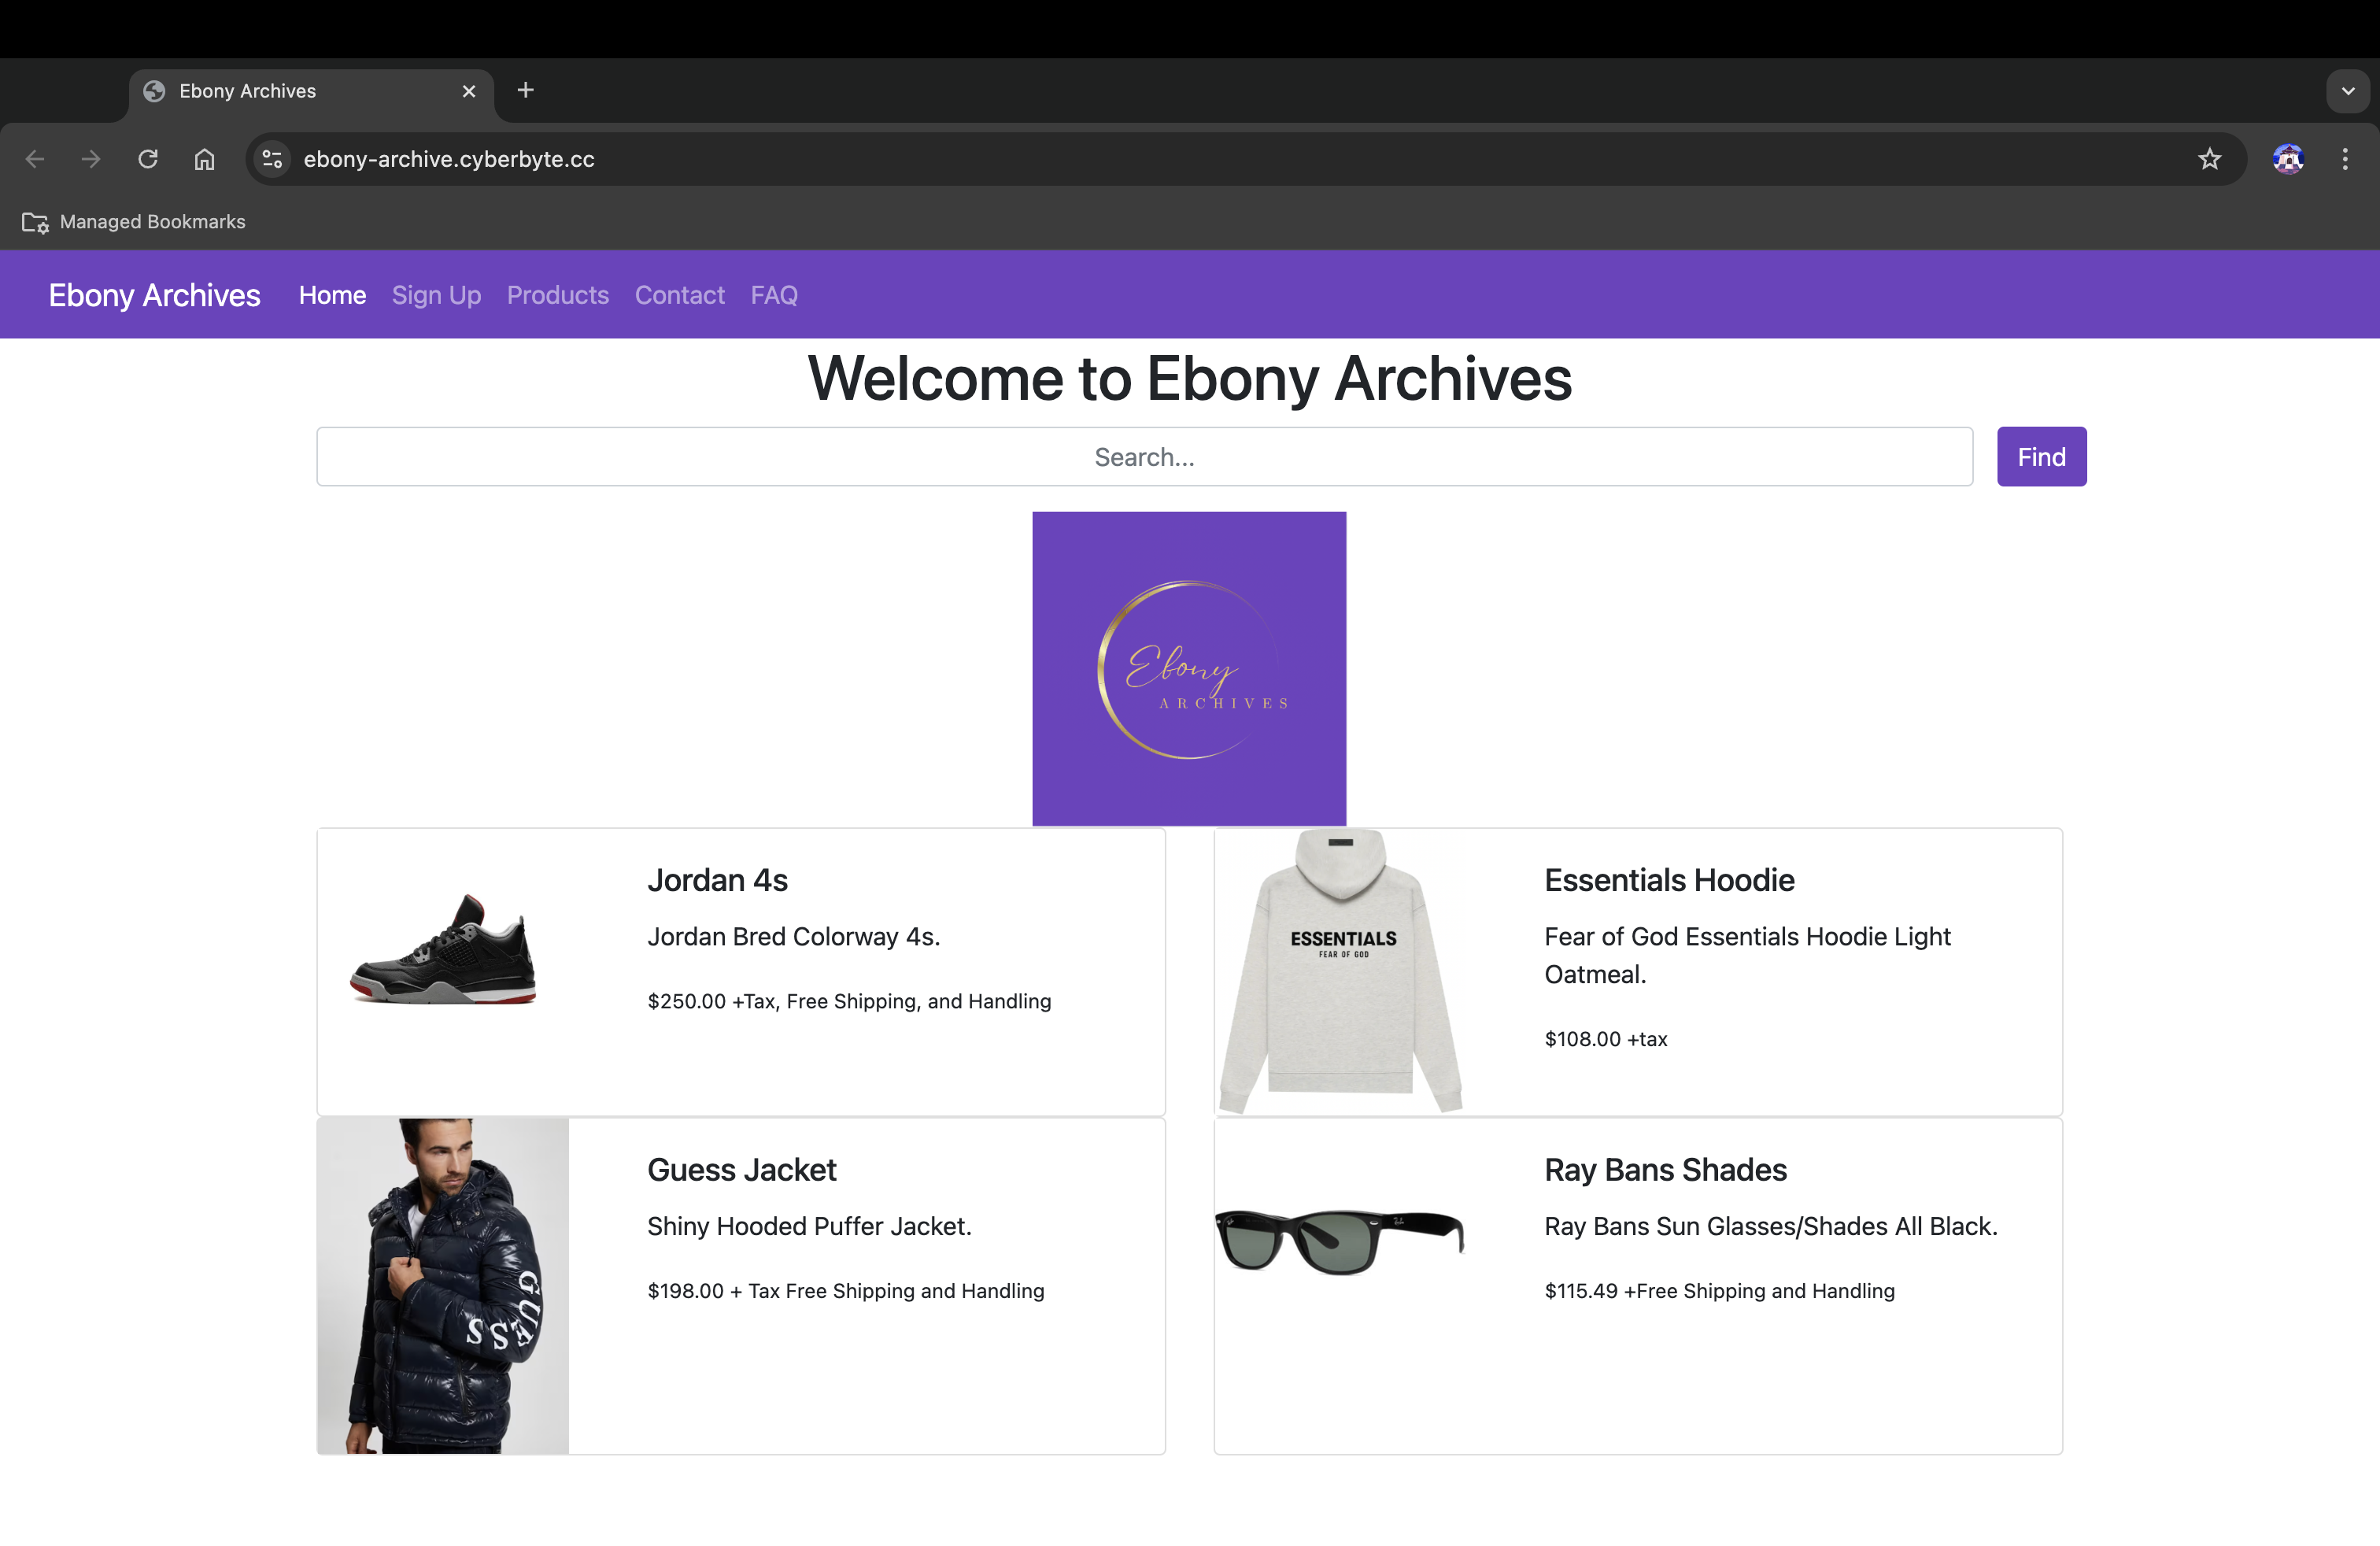 Ebony Archives
ebony-archive.cyberbyte.cc
Managed Bookmarks
Ebony Archives Home Sign Up Products Contact FAQ
Welcome to Ebony Archives
Search...
Find
Ebony
ARCHIVES
Jordan 4s
Jordan Bred Colorway 4s.
$250.00 +Tax, Free Shipping, and Handling
ESSENTIALS
FEAR OF GOD
Essentials Hoodie
Fear of God Essentials Hoodie Light
Oatmeal.
$108.00 +tax
GUESS
Guess Jacket
Shiny Hooded Puffer Jacket.
$198.00 + Tax Free Shipping and Handling
Ray Bans Shades
Ray Bans Sun Glasses/Shades All Black.
$115.49 +Free Shipping and Handling